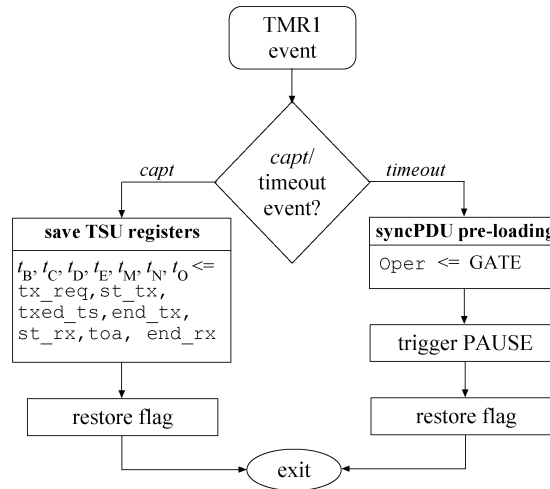 TMR1
event
capt/
timeout
event?
capt
timeout
save TSU registers
tB, tC, tD, tE, tM, tN, tO <=
tx_req,st_tx,
txed_ts,end_tx,
st_rx,toa, end_rx
restore flag
syncPDU pre-loading
Oper <= GATE
trigger PAUSE
restore flag
exit